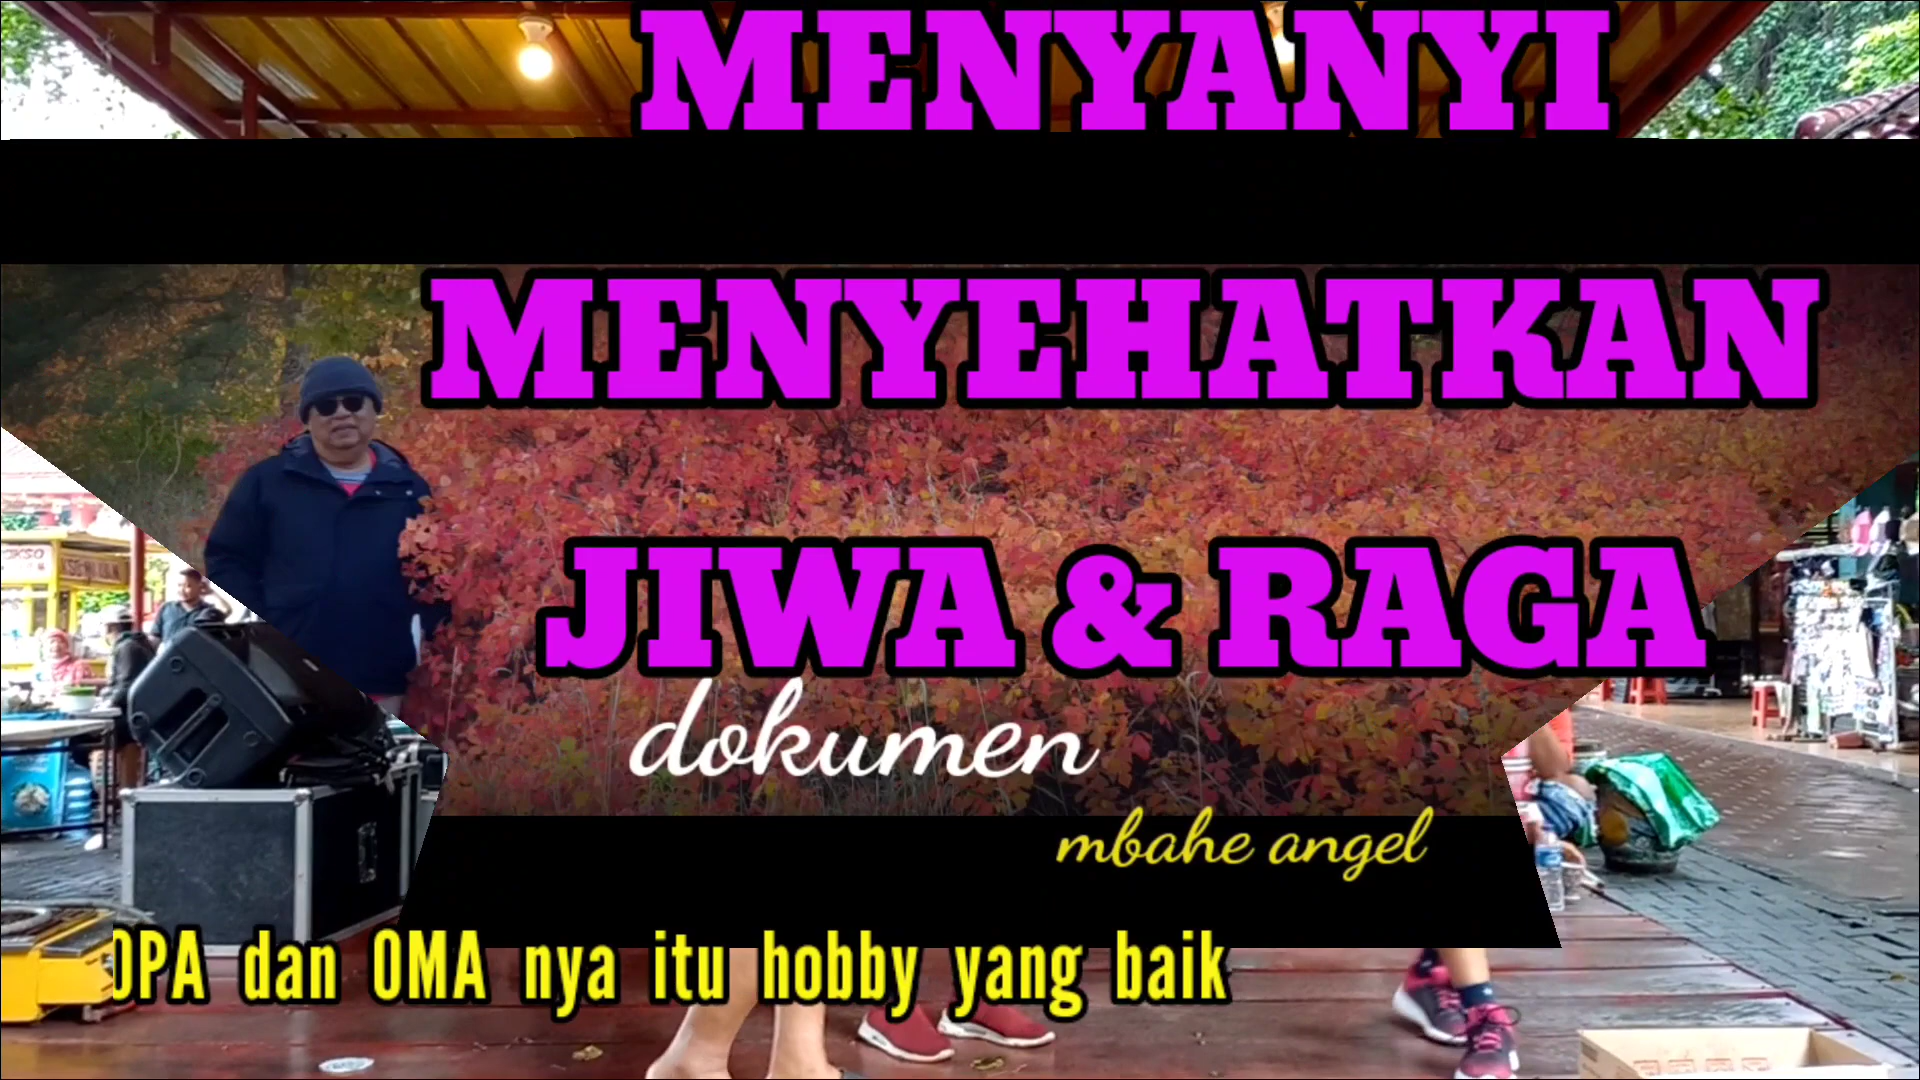 MENYANYI
MENYEHATKAN
JIWA & RAGA
dokumen
mbahe angel
OPA dan OMA nya itu hobby yang baik